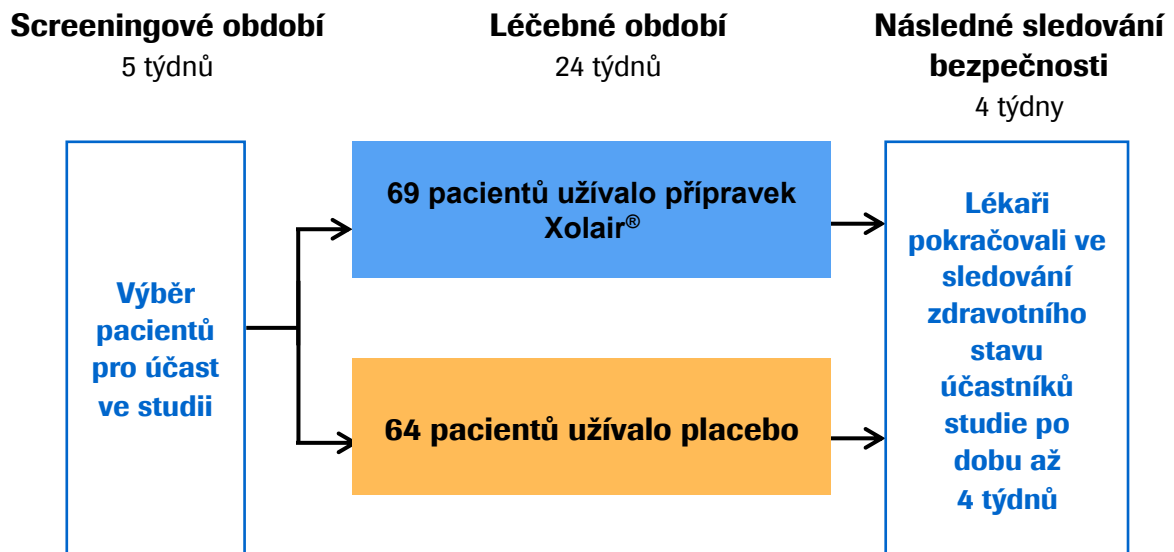 Screeningové období
5 týdnů
Léčebné období
24 týdnů
Následné sledování
bezpečnosti
4 týdny
Výběr
pacientů
pro účast
ve studii
69 pacientů užívalo přípravek
Xolair®
64 pacientů užívalo placebo
Lékaři
pokračovali ve
sledování
zdravotního
stavu
účastníků
studie po
dobu až
4 týdnů